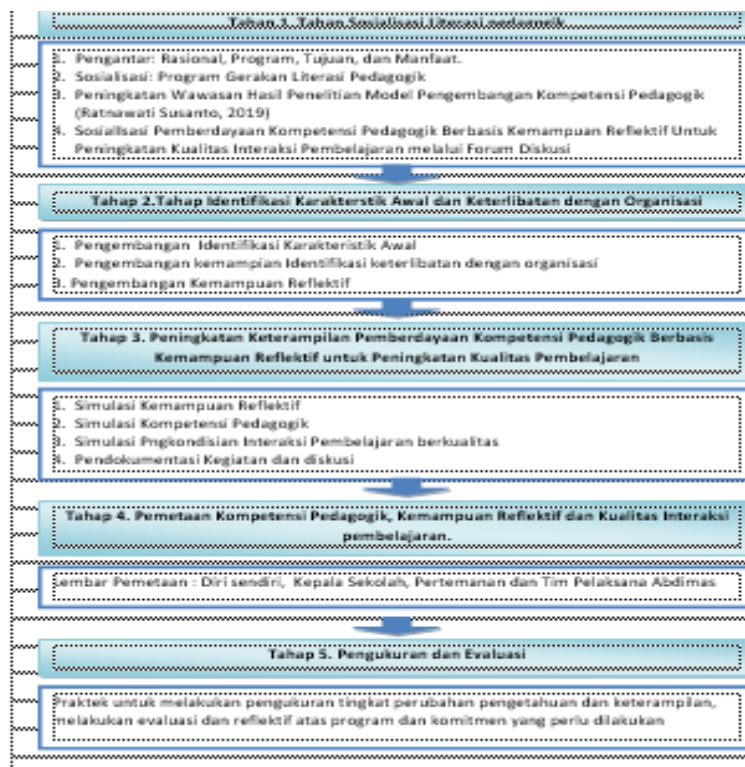 Tahap 1. Tahap Sosialisasi Literasi pedagogik
1. Pengantar: Rasional, Program, Tujuan, dan Manfaat.
2. Sosialisasi: Program Gerakan Literasi Pedagogik
3. Peningkatan Wawasan Hasil Penelitian Model Pengembangan Kompetensi Pedagogik
(Ratnawati Susanto, 2019)
4. Sosialisasi Pemberdayaan Kompetensi Pedagogik Berbasis Kemampuan Reflektif Untuk
Peningkatan Kualitas Interaksi Pembelajaran melalui Forum Diskusi
Tahap 2.Tahap Identifikasi Karakterstik Awal dan Keterlibatan dengan Organisasi
1. Pengembangan Identifikasi Karakteristik Awal
2. Pengembangan kemampian Identifikasi keterlibatan dengan organisasi
3. Pengembangan Kemampuan Reflektif
Tahap 3. Peningkatan Keterampilan Pemberdayaan Kompetensi Pedagogik Berbasis
Kemampuan Reflektif untuk Peningkatan Kualitas Pembelajaran
1. Simulasi Kemampuan Reflektif
2. Simulasi Kompetensi Pedagogik
3. Simulasi Pngkondisian Interaksi Pembelajaran berkualitas
4. Pendokumentasi Kegiatan dan diskusi
Tahap 4. Pemetaan Kompetensi Pedagogik, Kemampuan Reflektif dan Kualitas Interaksi
pembelajaran.
Lembar Pemetaan : Diri sendiri, Kepala Sekolah, Pertemanan dan Tim Pelaksana Abdimas
Tahap 5. Pengukuran dan Evaluasi
Praktek untuk melakukan pengukuran tingkat perubahan pengetahuan dan keterampilan,
melakukan evaluasi dan reflektif atas program dan komitmen yang perlu dilakukan